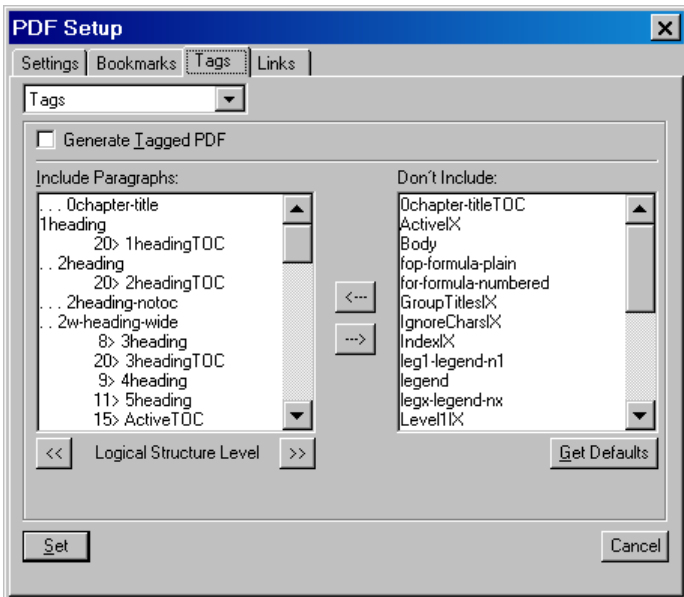 PDF Setup
Settings Bookmarks Tags Links
Tags
Generate Tagged PDF
Include Paragraphs:
. . . 0chapter-title
1heading
20> 1headingTOC
. . 2heading
20> 2headingTOC
. . . 2heading-notoc
. . 2w-heading-wide
8> 3heading
20> 3headingTOC
9> 4heading
11> 5heading
15> ActiveTOC
<< Logical Structure Level >>
<---
--->
Don´t Include:
0chapter-titleTOC
ActiveIX
Body
fop-formula-plain
for-formula-numbered
GroupTitlesIX
IgnoreCharsIX
IndexIX
leg1-legend-n1
legend
legx-legend-nx
Level1IX
Get Defaults
Set Cancel